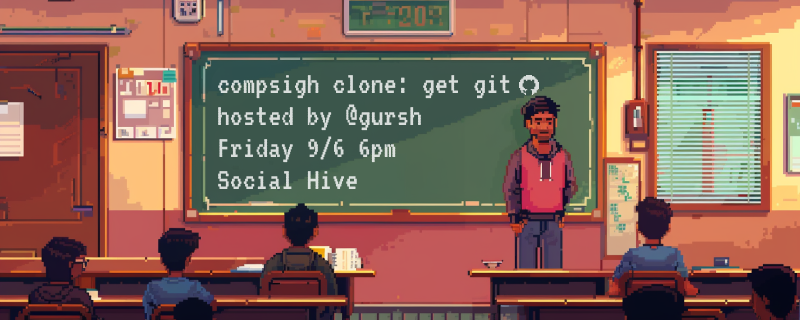 compsigh clone: get git
hosted by @gursh
Friday 9/6 6pm
Social Hive